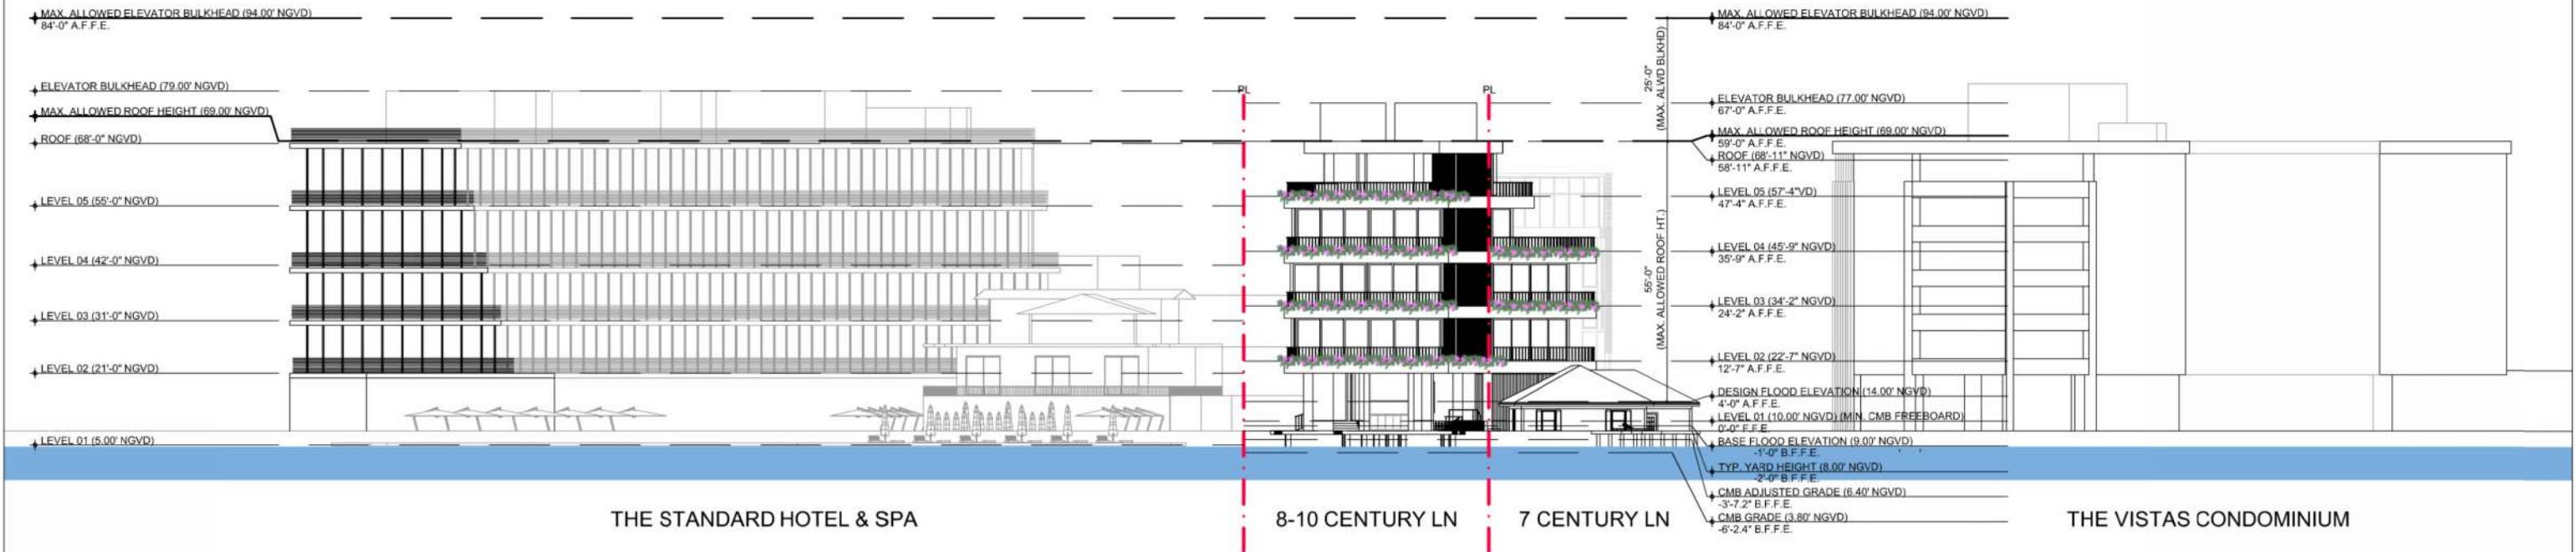 MAX. ALLOWED ELEVATOR BULKHEAD (94.00' NGVD)
84'-0" A.F.F.E.
ELEVATOR BULKHEAD (79.00' NGVD)
MAX. ALLOWED ROOF HEIGHT (69.00' NGVD)
ROOF (68'-0" NGVD)
LEVEL 05 (55'-0" NGVD)
LEVEL 04 (42'-0" NGVD)
LEVEL 03 (31'-0" NGVD)
LEVEL 02 (21'-0" NGVD)
LEVEL 01 (5.00' NGVD)
PL
PL
25'-0"
(MAX. ALWD BLKHD)
55'-0"
(MAX. ALLOWED ROOF HT.)
MAX. ALLOWED ELEVATOR BULKHEAD (94.00' NGVD)
84'-0" A.F.F.E.
ELEVATOR BULKHEAD (77.00' NGVD)
67'-0" A.F.F.E.
MAX. ALLOWED ROOF HEIGHT (69.00' NGVD)
59'-0" A.F.F.E.
ROOF (68'-11" NGVD)
58'-11" A.F.F.E.
LEVEL 05 (57'-4"VD)
47'-4" A.F.F.E.
LEVEL 04 (45'-9" NGVD)
35'-9" A.F.F.E.
LEVEL 03 (34'-2" NGVD)
24'-2" A.F.F.E.
LEVEL 02 (22'-7" NGVD)
12'-7" A.F.F.E.
DESIGN FLOOD ELEVATION (14.00' NGVD)
4'-0" A.F.F.E.
LEVEL 01 (10.00' NGVD) (MIN. CMB FREEBOARD)
0'-0" F.F.E.
BASE FLOOD ELEVATION (9.00' NGVD)
-1'-0" B.F.F.E.
TYP. YARD HEIGHT (8.00' NGVD)
-2'-0" B.F.F.E.
CMB ADJUSTED GRADE (6.40' NGVD)
-3'-7.2" B.F.F.E.
CMB GRADE (3.80' NGVD)
-6'-2.4" B.F.F.E.
THE STANDARD HOTEL & SPA
8-10 CENTURY LN
7 CENTURY LN
THE VISTAS CONDOMINIUM